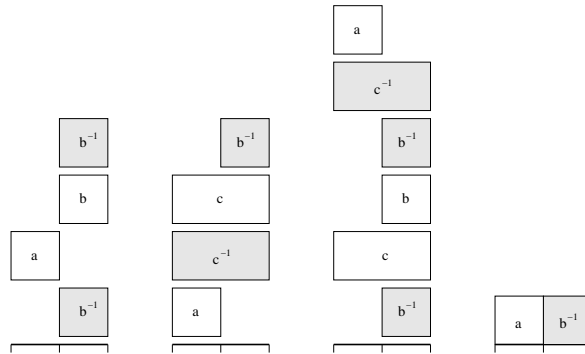 a
c⁻¹
b⁻¹ b⁻¹ b⁻¹
b c b
a c⁻¹ c
b⁻¹ a b⁻¹ a b⁻¹